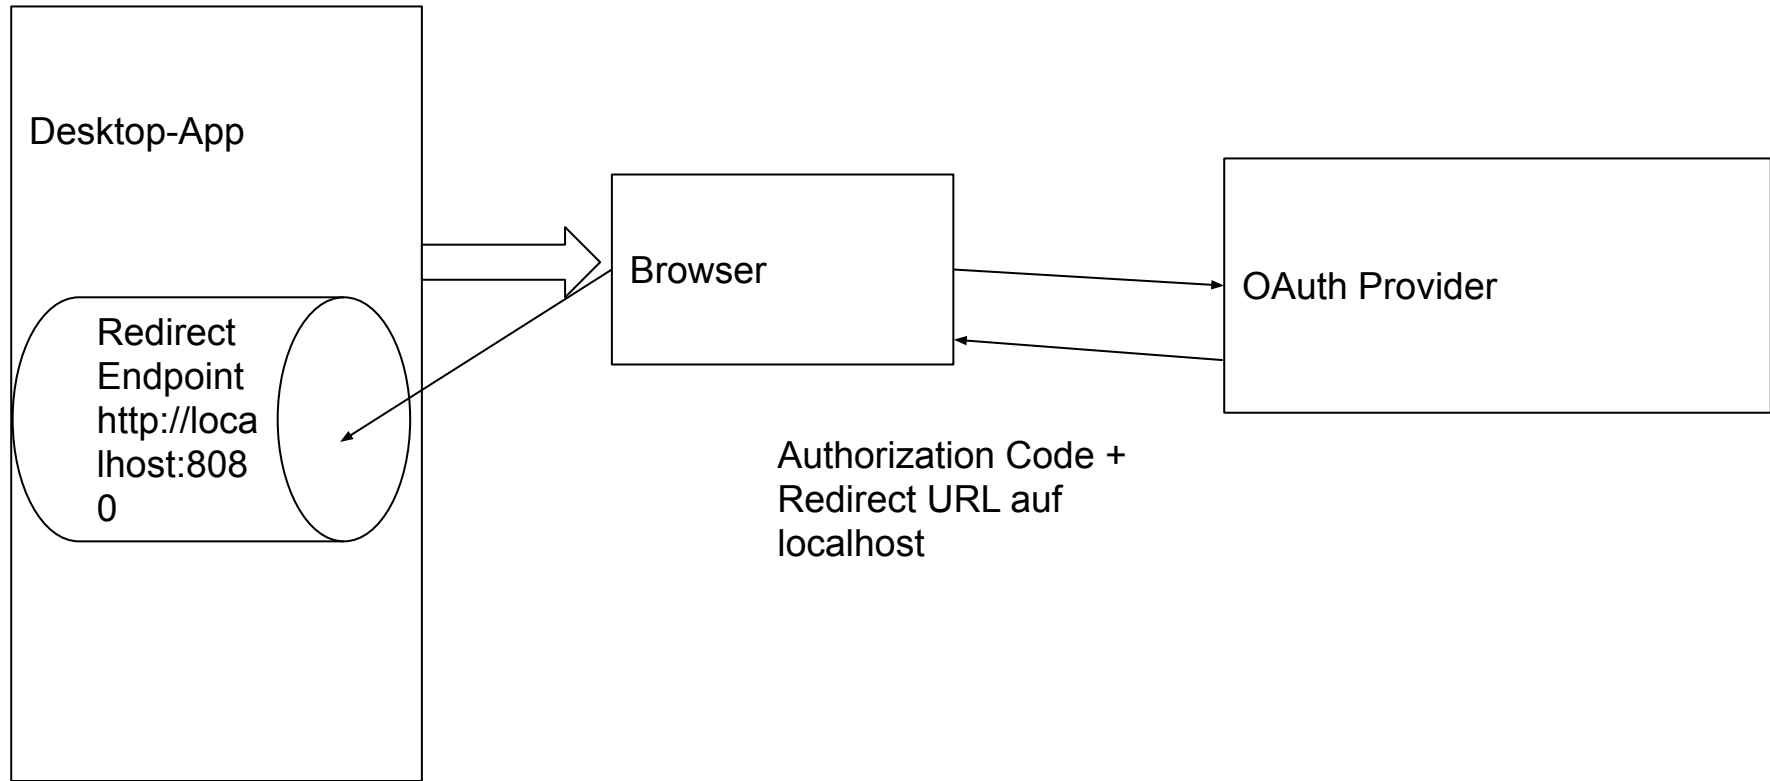 Desktop-App
Redirect
Endpoint
http://loca
lhost:808
0
Browser
OAuth Provider
Authorization Code +
Redirect URL auf
localhost